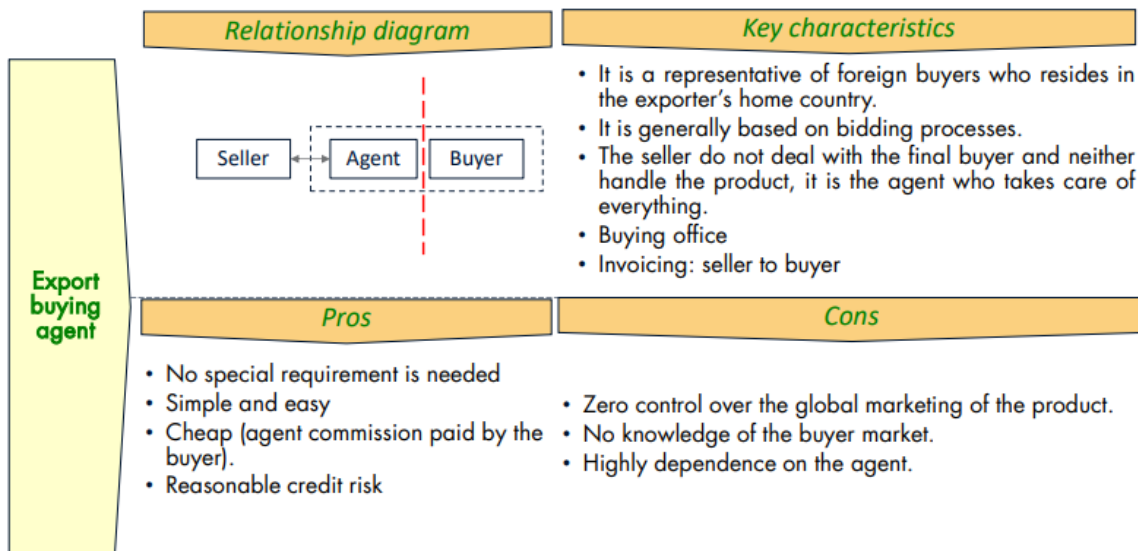 Relationship diagram
Key characteristics
Seller
Agent
Buyer
• It is a representative of foreign buyers who resides in
the exporter's home country.
• It is generally based on bidding processes.
• The seller do not deal with the final buyer and neither
handle the product, it is the agent who takes care of
everything.
• Buying office
• Invoicing: seller to buyer
Export
buying
agent
Pros
Cons
• No special requirement is needed
• Simple and easy
• Cheap (agent commission paid by the
buyer).
• Reasonable credit risk
• Zero control over the global marketing of the product.
• No knowledge of the buyer market.
• Highly dependence on the agent.